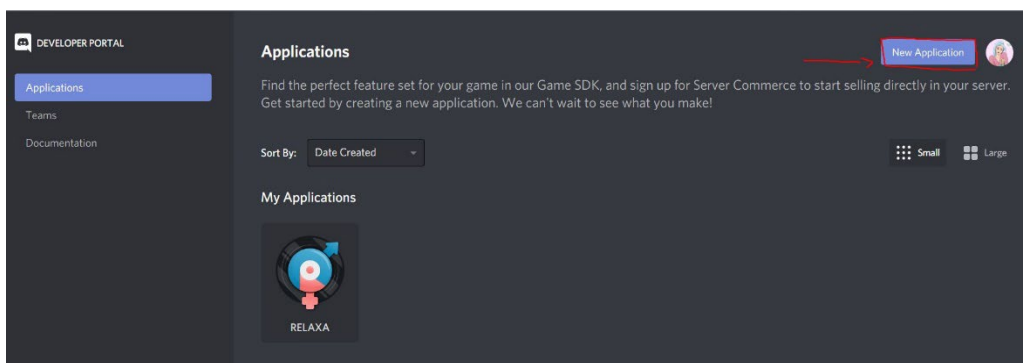 DEVELOPER PORTAL
Applications
Teams
Documentation
Applications
New Application
Find the perfect feature set for your game in our Game SDK, and sign up for Server Commerce to start selling directly in your server.
Get started by creating a new application. We can't wait to see what you make!
Sort By: Date Created
Small Large
My Applications
RELAXA